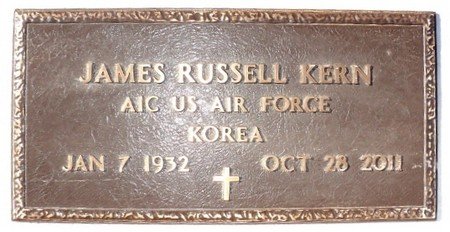 JAMES RUSSELL KERN
A1C US AIR FORCE
KOREA
JAN 7 1932 OCT 28 2011